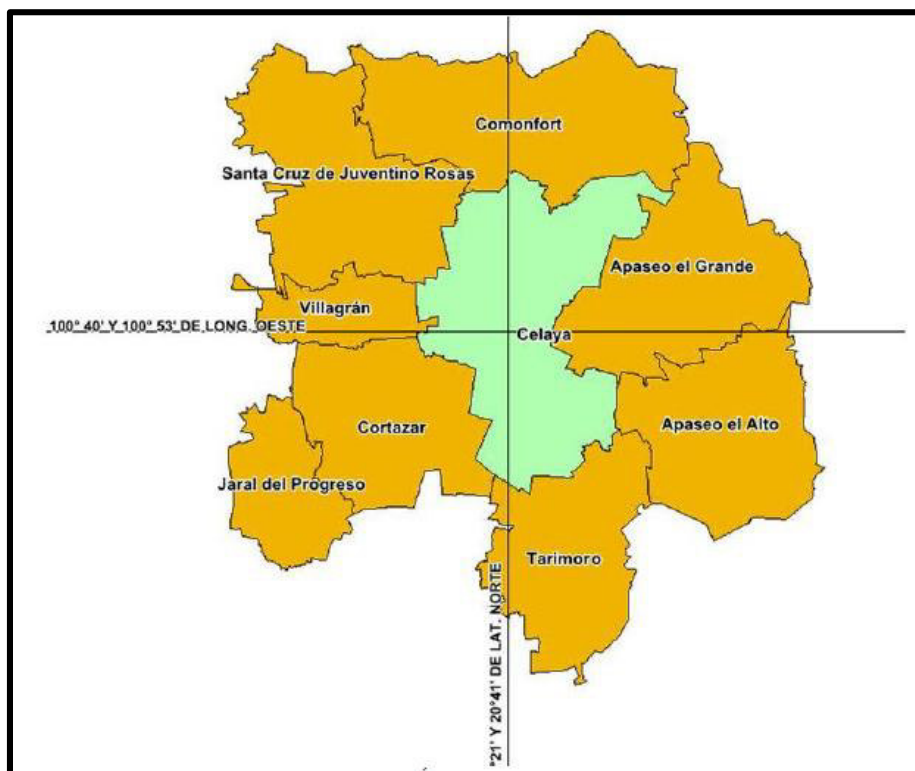 Comonfort
Santa Cruz de Juventino Rosas
Apaseo el Grande
Villagrán
100° 40' Y 100° 53' DE LONG. OESTE
Celaya
Cortazar
Apaseo el Alto
Jaral del Progreso
Tarimoro
°21' Y 20°41' DE LAT. NORTE